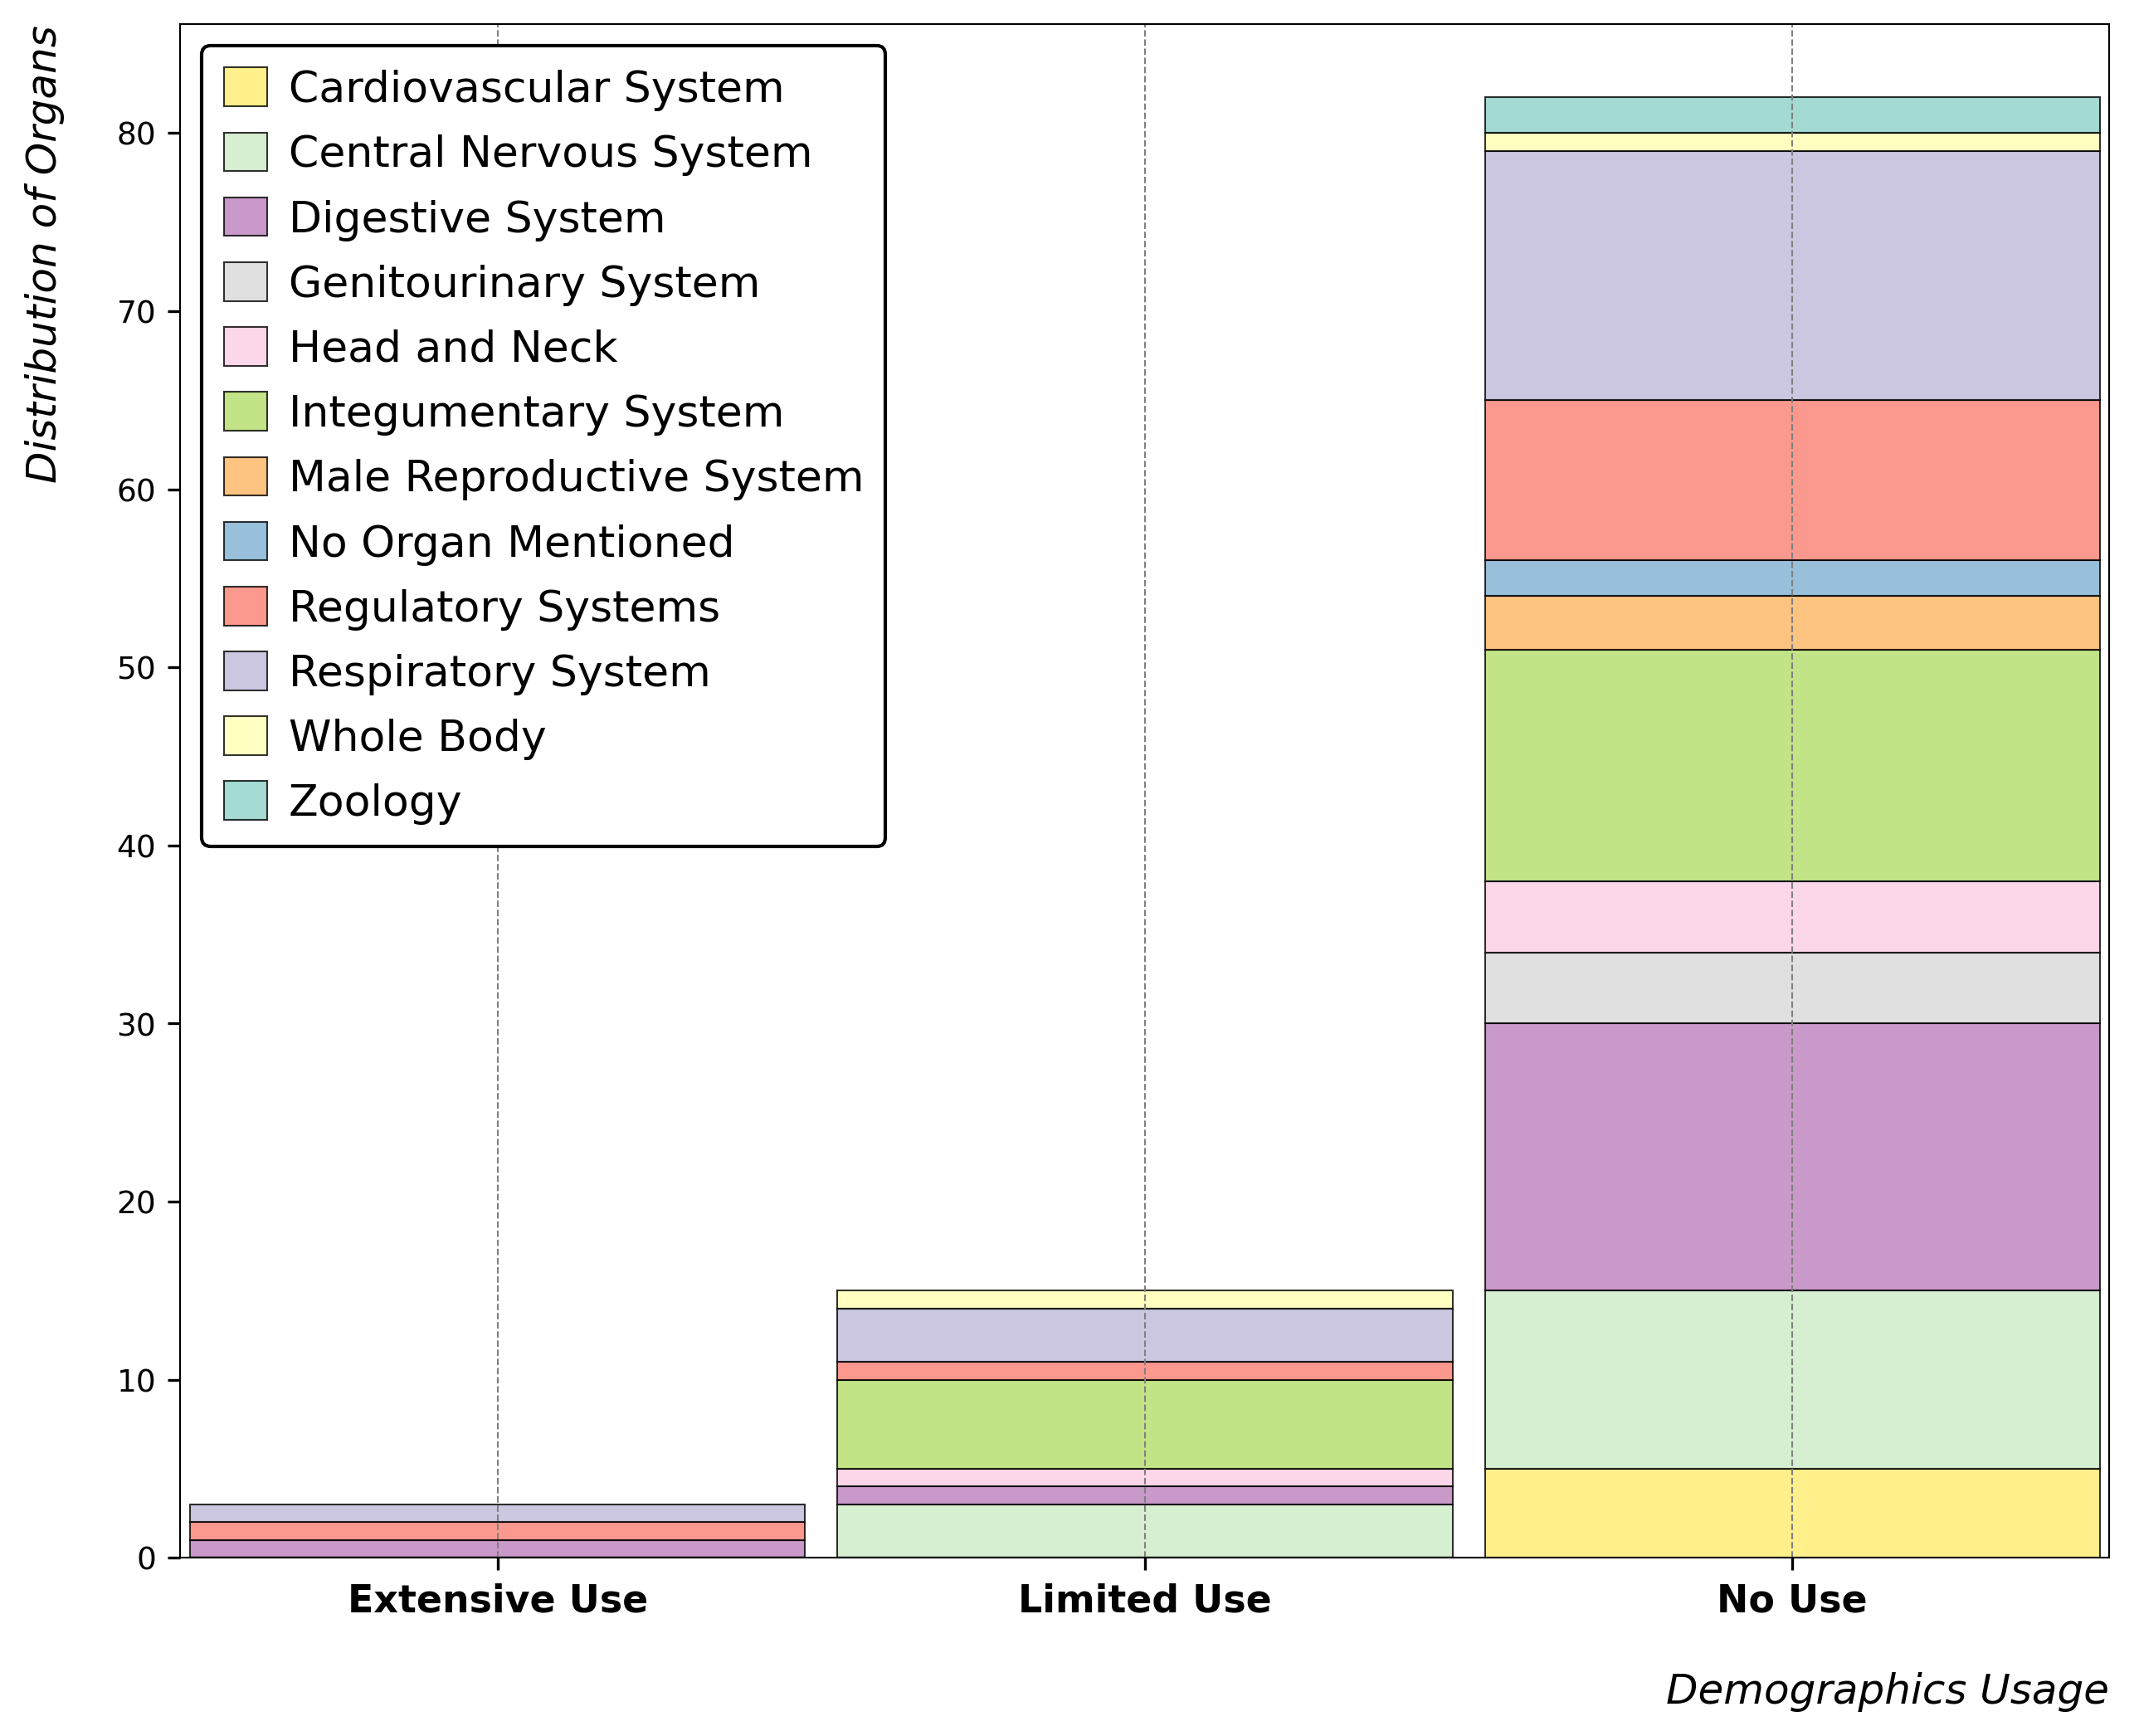 Distribution of Organs
80
70
60
50
40
30
20
10
0
Cardiovascular System
Central Nervous System
Digestive System
Genitourinary System
Head and Neck
Integumentary System
Male Reproductive System
No Organ Mentioned
Regulatory Systems
Respiratory System
Whole Body
Zoology
Extensive Use
Limited Use
No Use
Demographics Usage